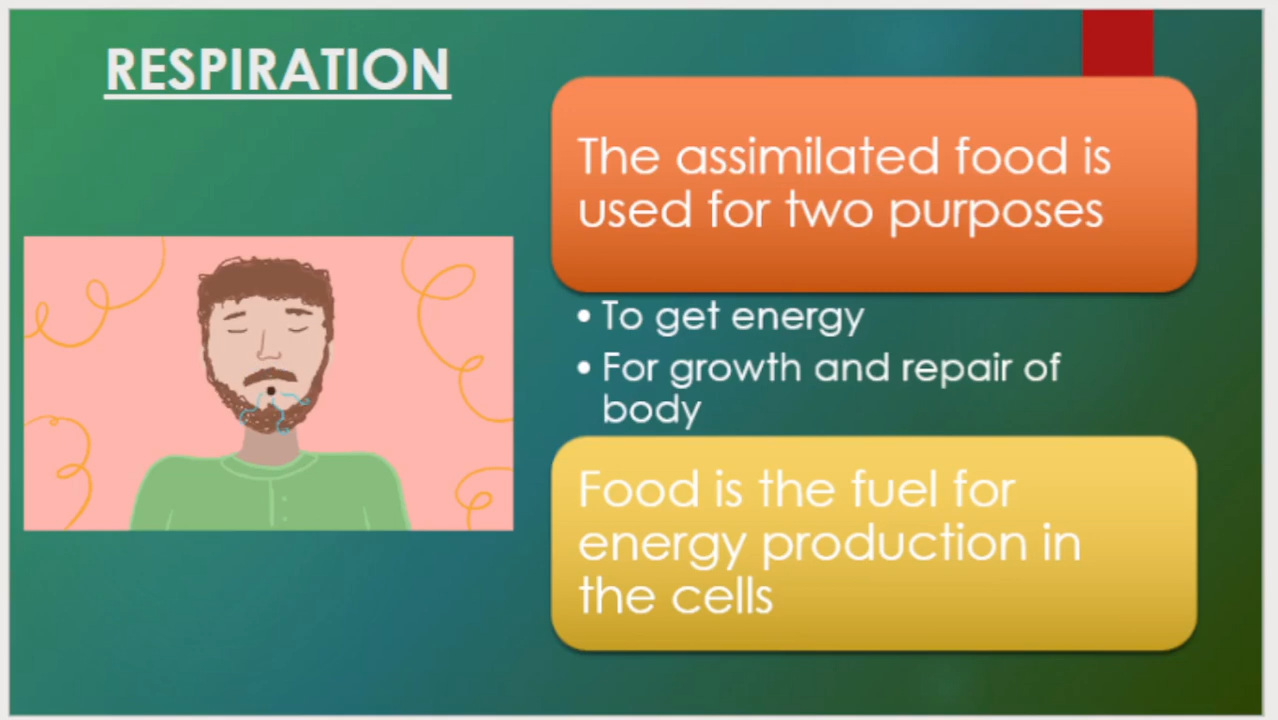 RESPIRATION
The assimilated food is
used for two purposes
• To get energy
• For growth and repair of
body
Food is the fuel for
energy production in
the cells